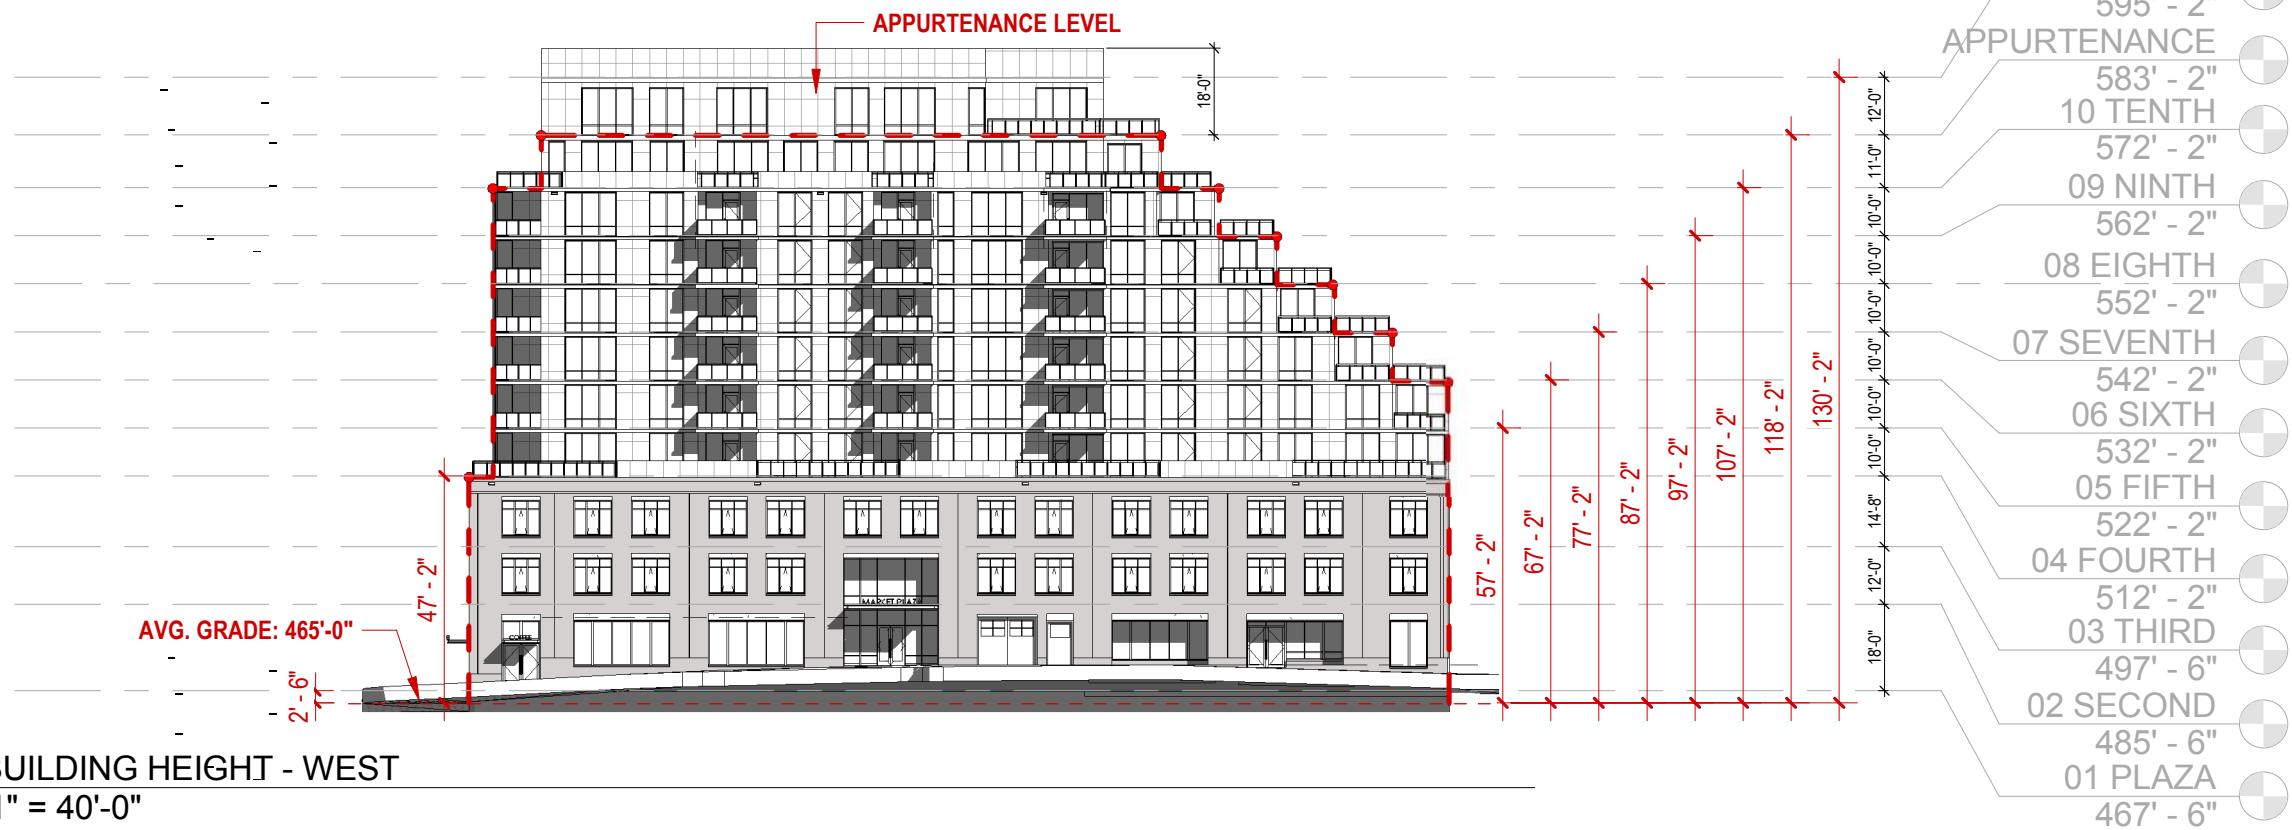 APPURTENANCE LEVEL
18'-0"
595' - 2"
APPURTENANCE
583' - 2"
10 TENTH
572' - 2"
09 NINTH
562' - 2"
08 EIGHTH
552' - 2"
07 SEVENTH
542' - 2"
06 SIXTH
532' - 2"
05 FIFTH
522' - 2"
04 FOURTH
512' - 2"
03 THIRD
497' - 6"
02 SECOND
485' - 6"
01 PLAZA
467' - 6"
12'-0"
11'-0"
10'-0"
10'-0"
10'-0"
10'-0"
10'-0"
10'-0"
14'-8"
12'-0"
18'-0"
47' - 2"
57' - 2"
67' - 2"
77' - 2"
87' - 2"
97' - 2"
107' - 2"
118' - 2"
130' - 2"
AVG. GRADE: 465'-0"
2' - 6"
COFFEE
MARKET PLAZA
BUILDING HEIGHT - WEST
1" = 40'-0"